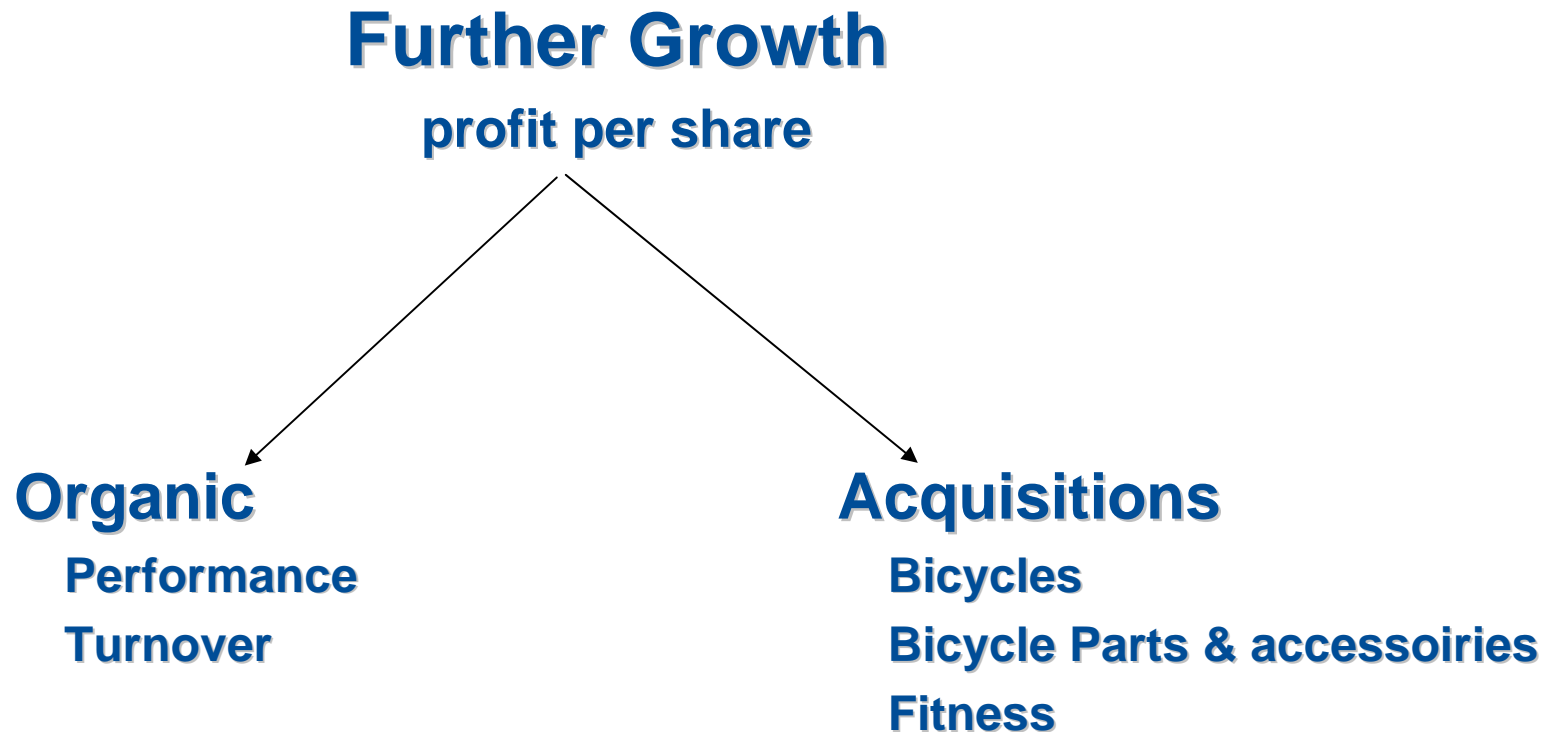 Further Growth
profit per share
Organic
Performance
Turnover
Acquisitions
Bicycles
Bicycle Parts & accessoiries
Fitness